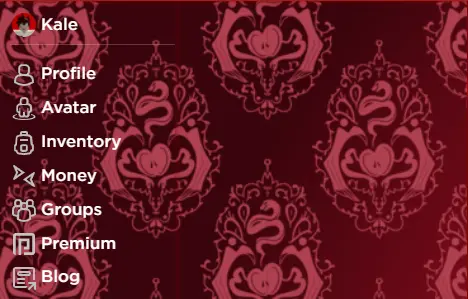 Kale
Profile
Avatar
Inventory
Money
Groups
Premium
Blog